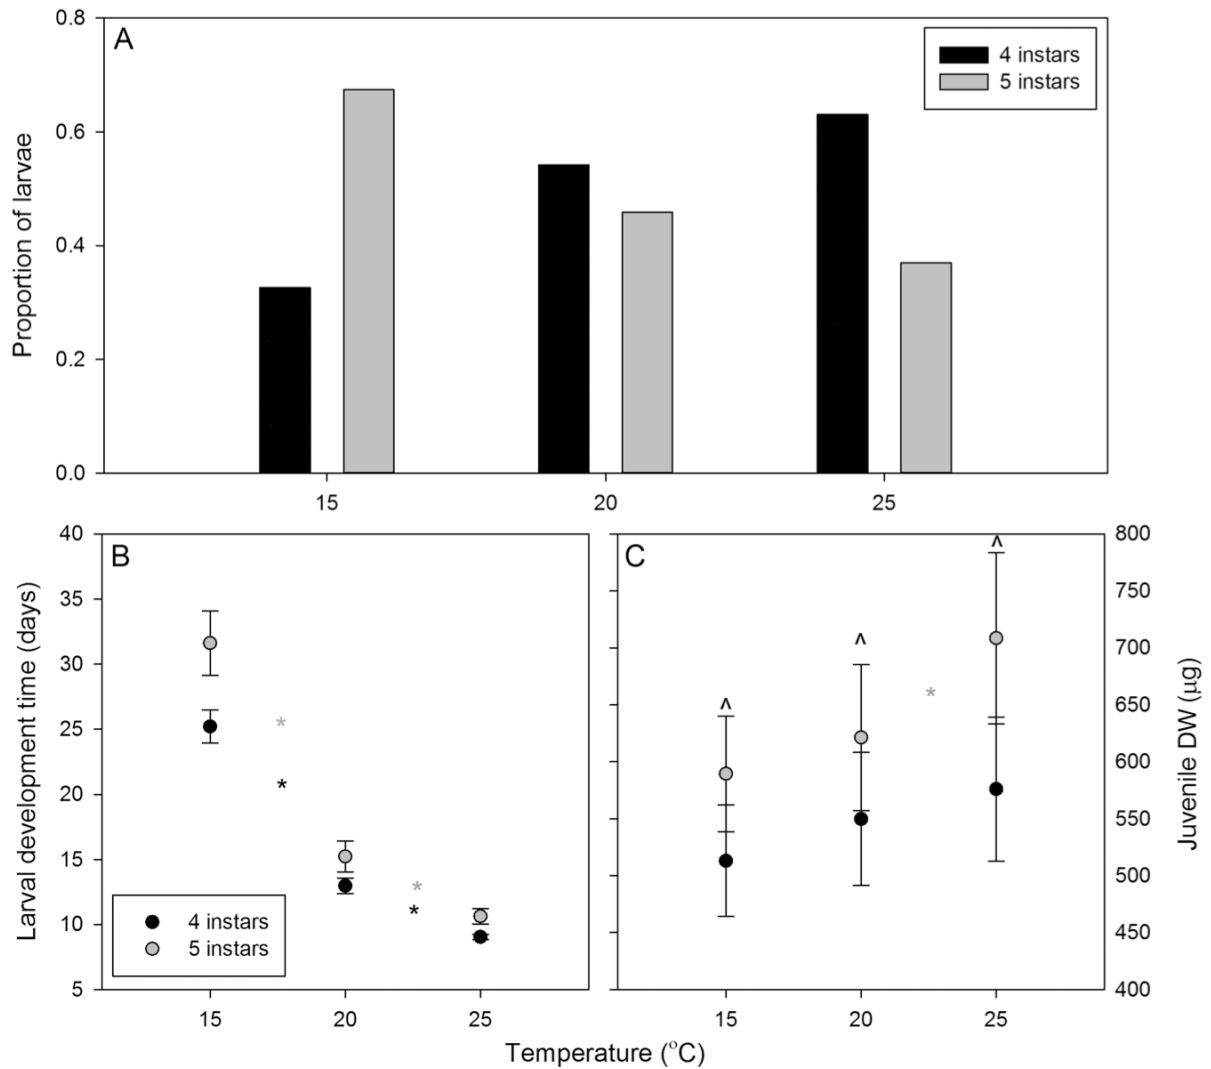 A
4 instars
5 instars
Proportion of larvae
0.8
0.6
0.4
0.2
0.0
15 20 25
B
Larval development time (days)
40
35
30
25
20
15
10
5
*
*
*
*
4 instars
5 instars
15 20 25
C
^
^
^
*
800
750
700
650
600
550
500
450
400
Juvenile DW (µg)
15 20 25
Temperature (°C)